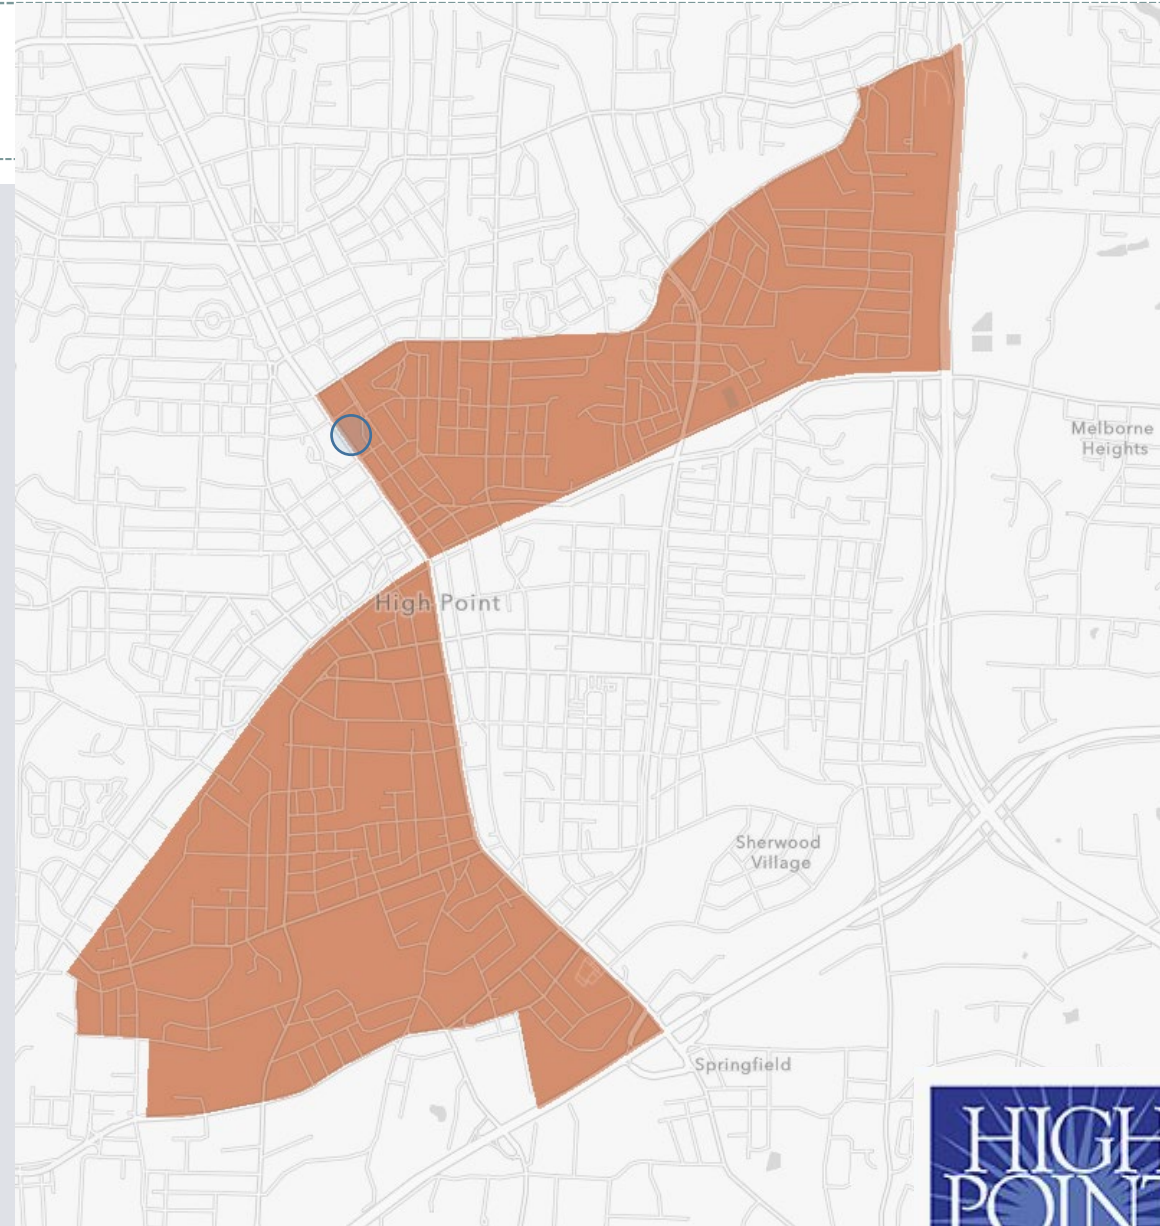 Melborne
Heights
High Point
Sherwood
Village
Springfield
HIGH
POINT